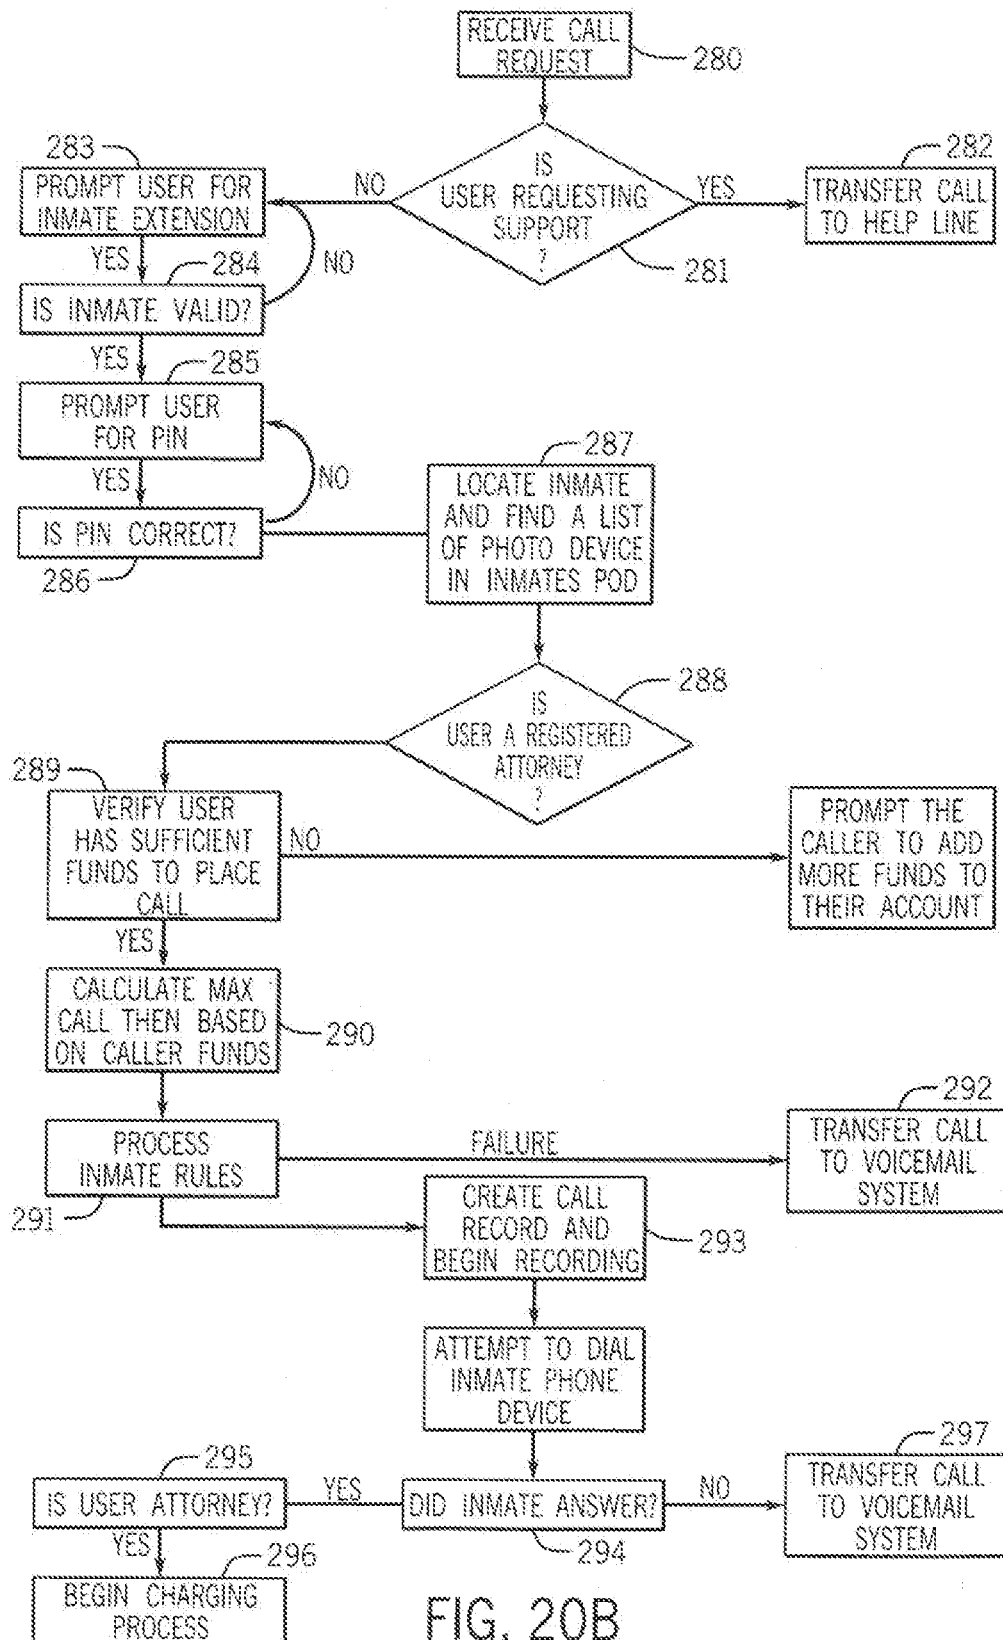 RECEIVE CALL
REQUEST
280
IS
USER REQUESTING
SUPPORT
?
281
YES
TRANSFER CALL
TO HELP LINE
282
NO
283
PROMPT USER FOR
INMATE EXTENSION
YES
284
NO
IS INMATE VALID?
YES
285
PROMPT USER
FOR PIN
YES
NO
IS PIN CORRECT?
286
287
LOCATE INMATE
AND FIND A LIST
OF PHOTO DEVICE
IN INMATES POD
288
IS
USER A REGISTERED
ATTORNEY
?
289
VERIFY USER
HAS SUFFICIENT
FUNDS TO PLACE
CALL
NO
PROMPT THE
CALLER TO ADD
MORE FUNDS TO
THEIR ACCOUNT
YES
CALCULATE MAX
CALL THEN BASED
ON CALLER FUNDS
290
PROCESS
INMATE RULES
291
FAILURE
292
TRANSFER CALL
TO VOICEMAIL
SYSTEM
CREATE CALL
RECORD AND
BEGIN RECORDING
293
ATTEMPT TO DIAL
INMATE PHONE
DEVICE
DID INMATE ANSWER?
294
NO
297
TRANSFER CALL
TO VOICEMAIL
SYSTEM
YES
295
IS USER ATTORNEY?
YES
296
BEGIN CHARGING
PROCESS
FIG. 20B